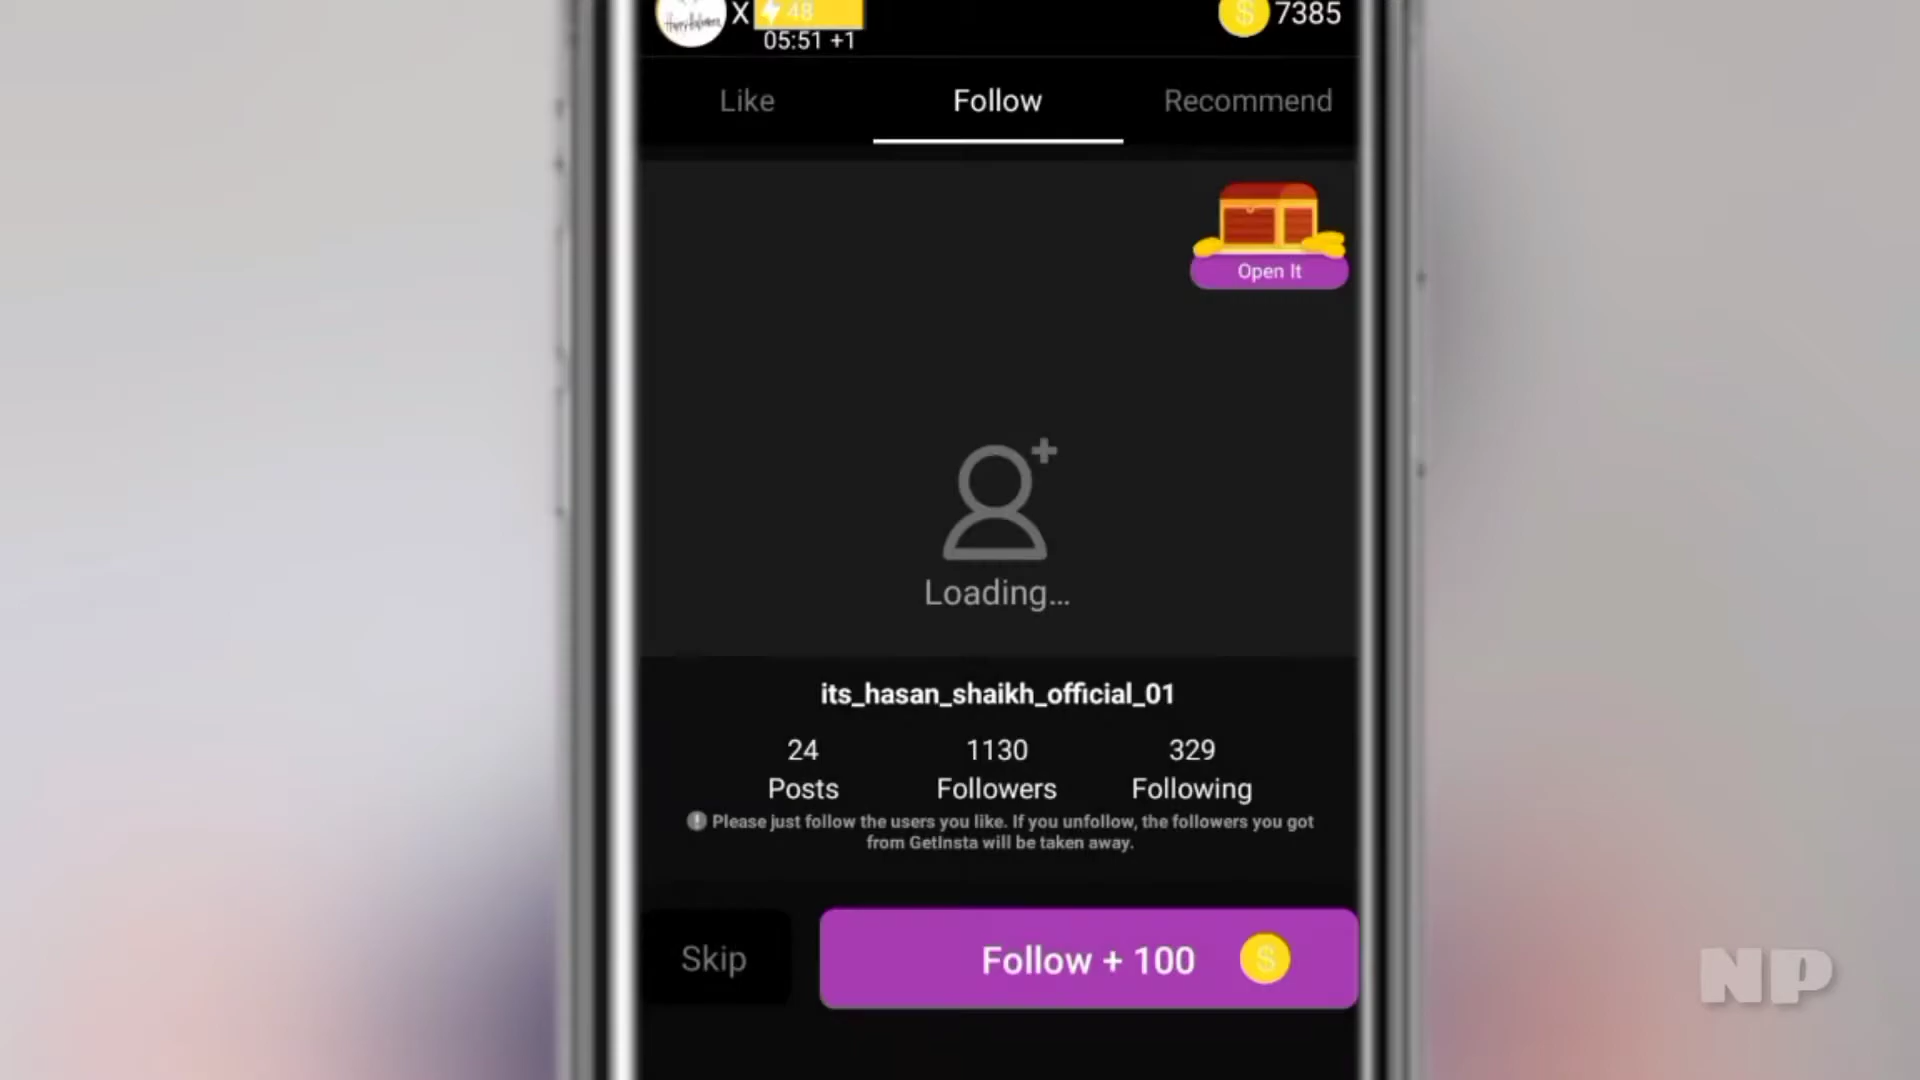 X 48 $ 7385
05:51 +1
Like Follow Recommend
Open It
Loading...
its_hasan_shaikh_official_01
24 1130 329
Posts Followers Following
Please just follow the users you like. If you unfollow, the followers you got
from GetInsta will be taken away.
Skip Follow + 100 $
NP